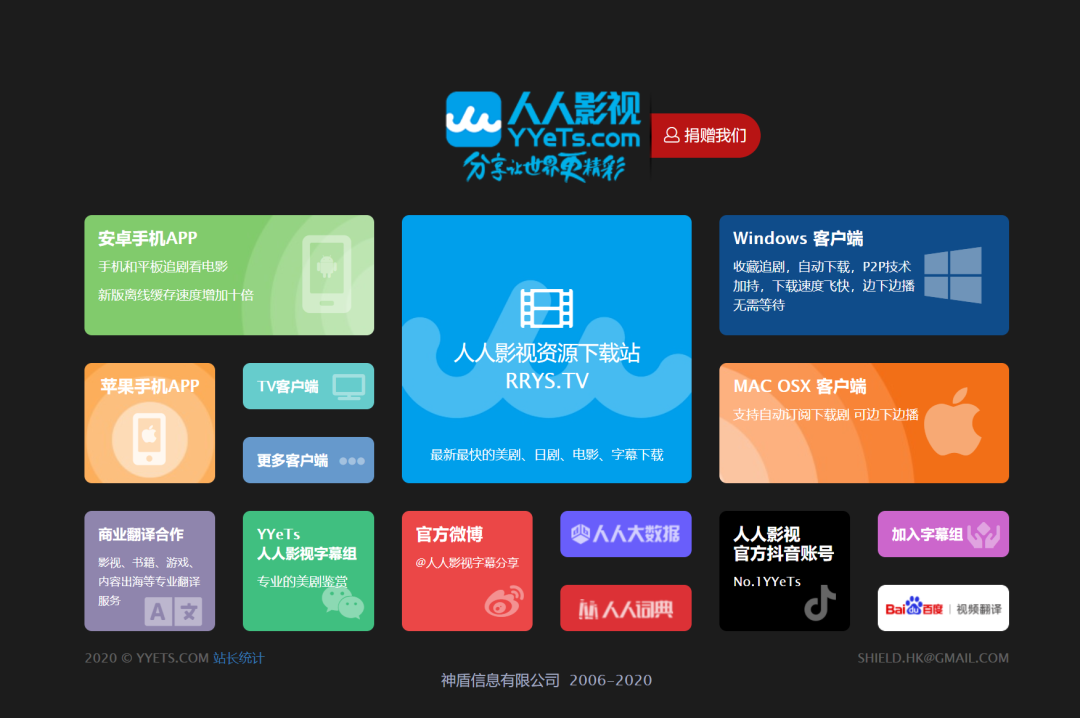 人人影视
YYeTs.com
分享让世界更精彩
捐赠我们
安卓手机APP
手机和平板追剧看电影
新版离线缓存速度增加十倍
人人影视资源下载站
RRYS.TV
最新最快的美剧、日剧、电影、字幕下载
Windows 客户端
收藏追剧，自动下载，P2P技术
加持，下载速度飞快，边下边播
无需等待
苹果手机APP
TV客户端
更多客户端
MAC OSX 客户端
支持自动订阅下载剧 可边下边播
商业翻译合作
影视、书籍、游戏、
内容出海等专业翻译
服务
A 文
YYeTs
人人影视字幕组
专业的美剧鉴赏
官方微博
@人人影视字幕分享
人人大数据
人人词典
人人影视
官方抖音账号
No.1YYeTs
加入字幕组
Bai du 百度 | 视频翻译
2020 © YYETS.COM 站长统计
SHIELD.HK@GMAIL.COM
神盾信息有限公司 2006-2020